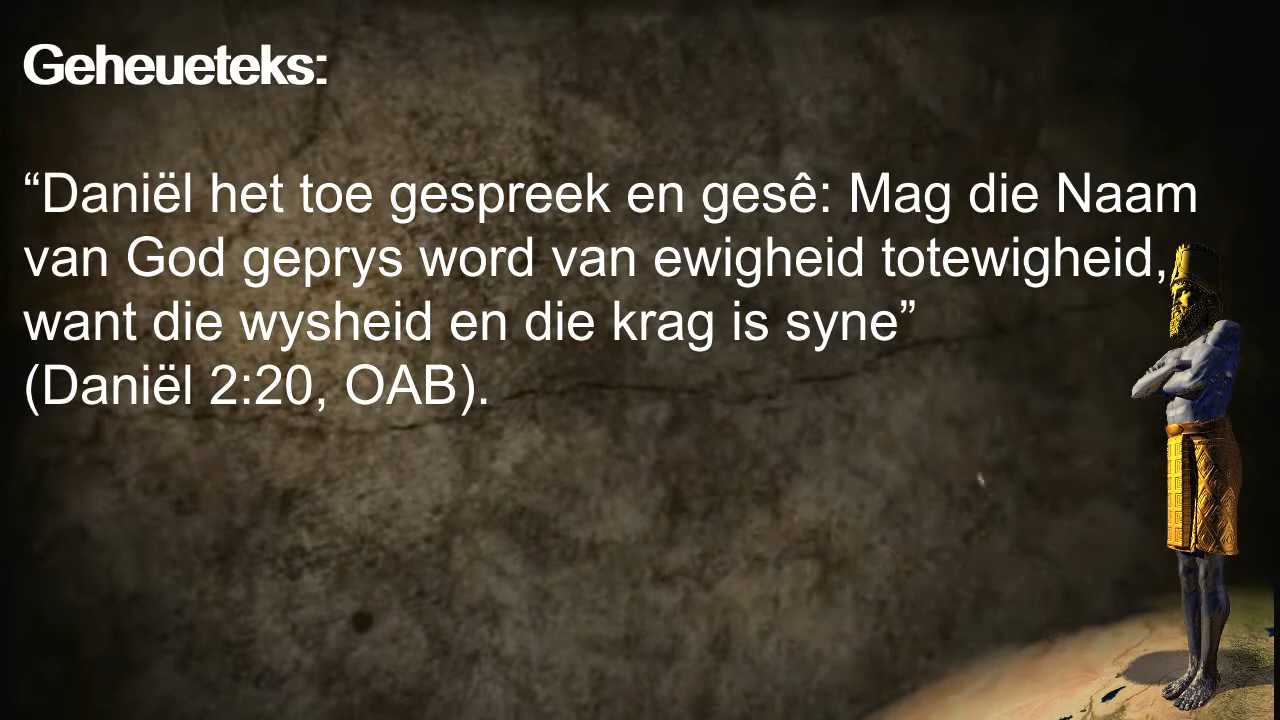 Geheueteks:
“Daniël het toe gespreek en gesê: Mag die Naam
van God geprys word van ewigheid totewigheid,
want die wysheid en die krag is syne”
(Daniël 2:20, OAB).